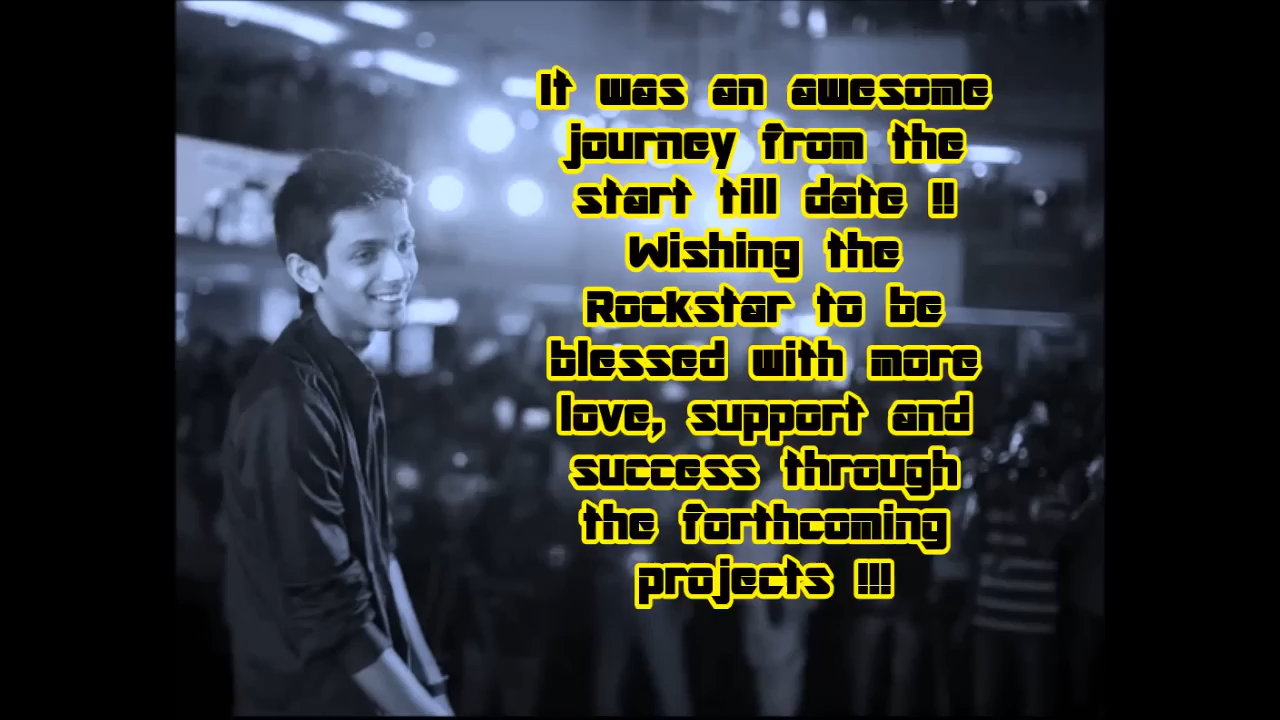 It was an awesome
journey from the
start till date !!
Wishing the
Rockstar to be
blessed with more
love, support and
success through
the forthcoming
projects !!!